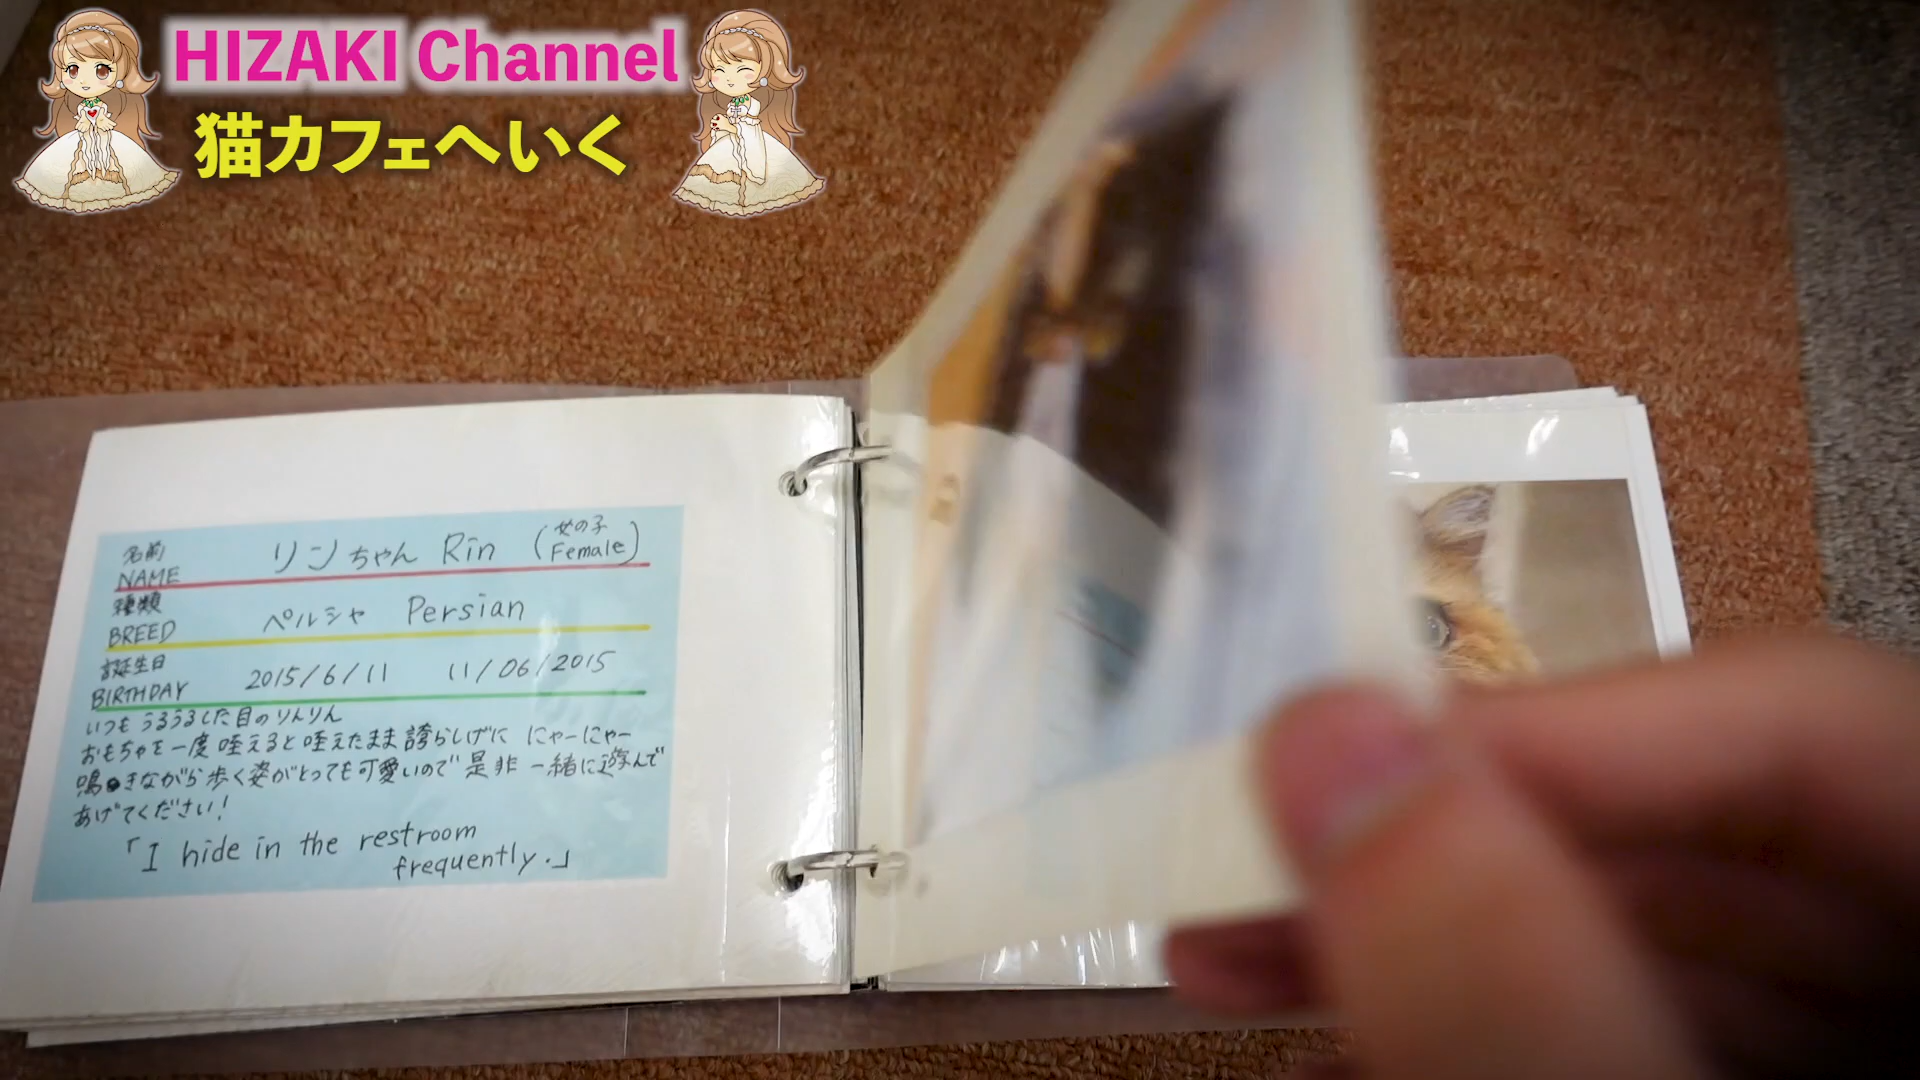 HIZAKI Channel
猫カフェへいく
名前
NAME
リンちゃん Rin (女の子 Female)
種類
BREED
ペルシャ Persian
誕生日
BIRTHDAY
2015/6/11 11/06/2015
いつもうるうるした目のりんりん
おもちゃを一度咥えると咥えたまま誇らしげに にゃーにゃー
鳴きながら歩く姿がとっても可愛いので是非一緒に遊んで
あげてください!
「I hide in the restroom
frequently.」